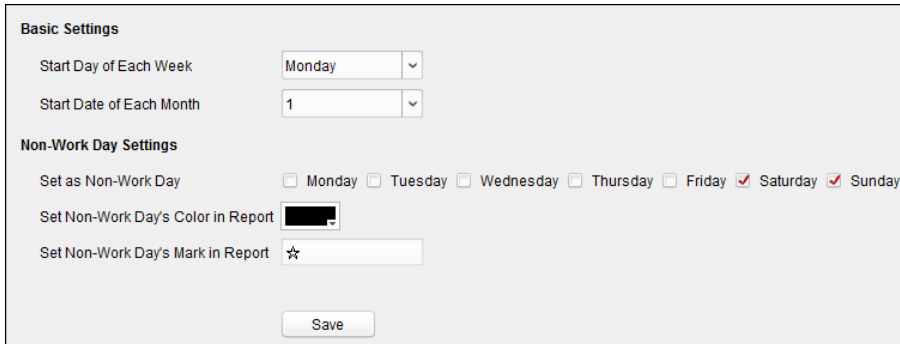 Basic Settings
Start Day of Each Week Monday
Start Date of Each Month 1
Non-Work Day Settings
Set as Non-Work Day Monday Tuesday Wednesday Thursday Friday Saturday Sunday
Set Non-Work Day's Color in Report
Set Non-Work Day's Mark in Report ☆
Save